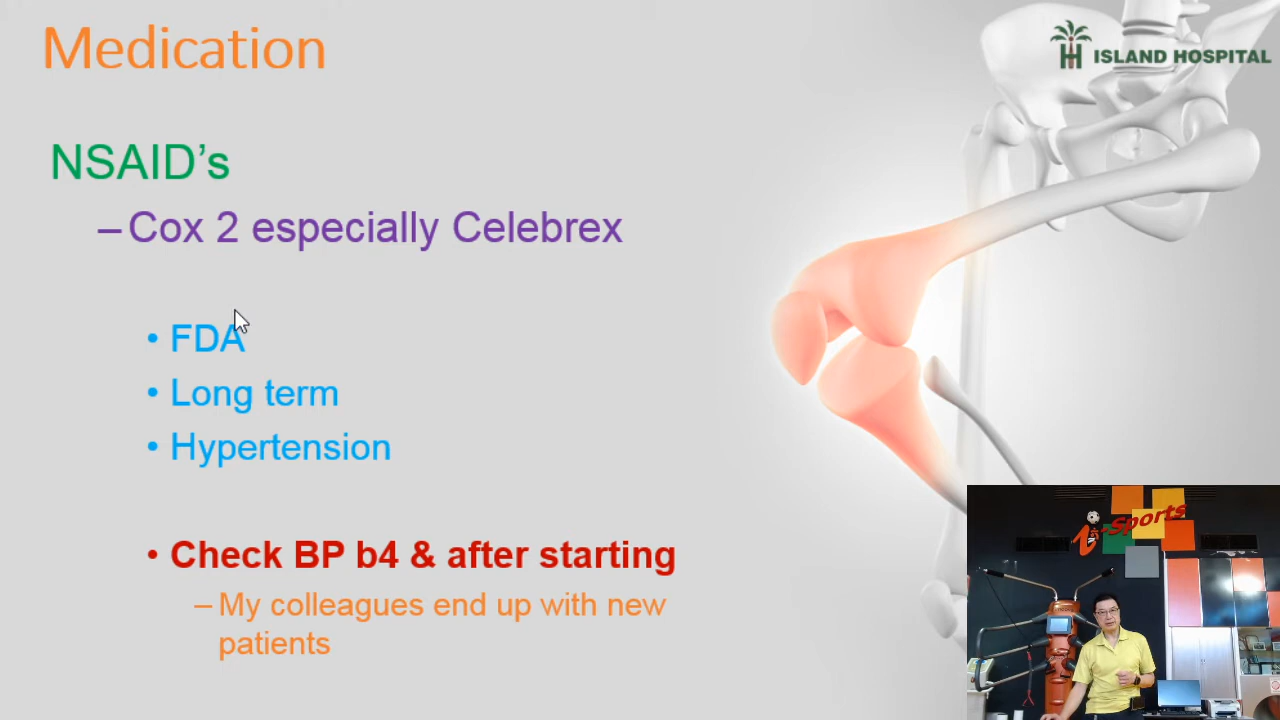 Medication
ISLAND HOSPITAL
NSAID's
– Cox 2 especially Celebrex
• FDA
• Long term
• Hypertension
• Check BP b4 & after starting
– My colleagues end up with new
patients
i-Sports